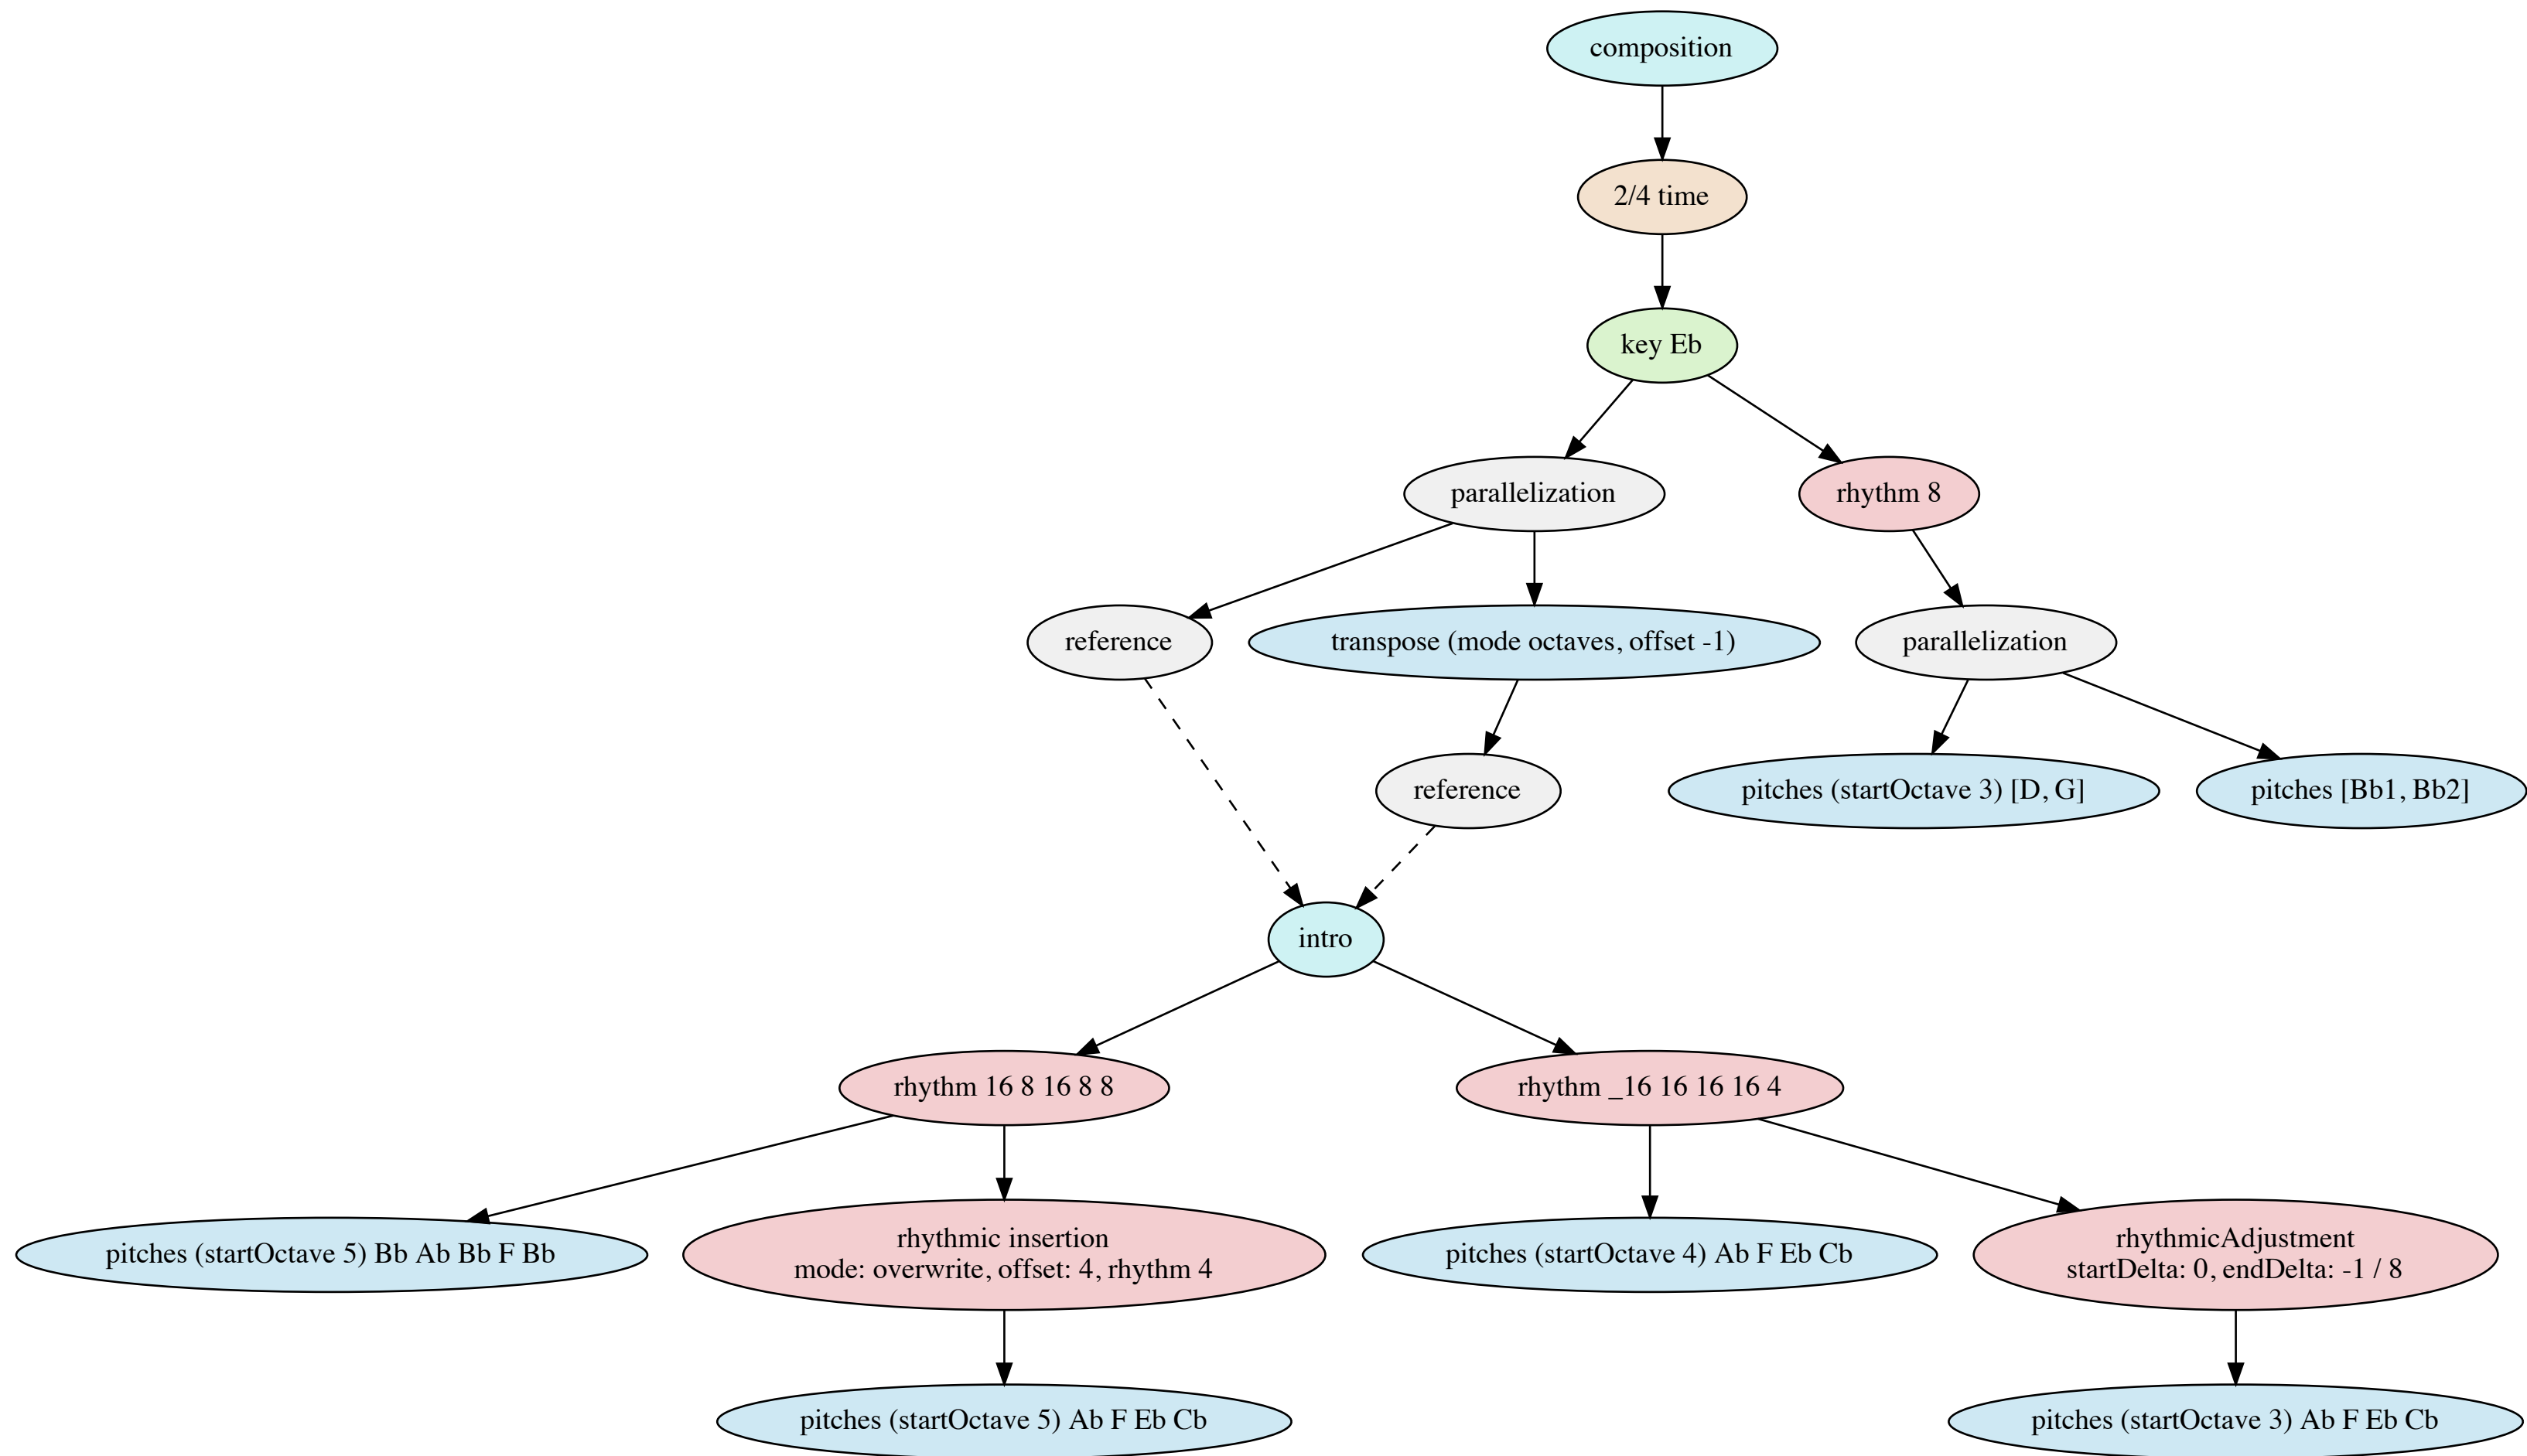 composition
2/4 time
key Eb
parallelization
rhythm 8
reference
transpose (mode octaves, offset -1)
parallelization
reference
pitches (startOctave 3) [D, G]
pitches [Bb1, Bb2]
intro
rhythm 16 8 16 8 8
rhythm _16 16 16 16 4
pitches (startOctave 5) Bb Ab Bb F Bb
rhythmic insertion
mode: overwrite, offset: 4, rhythm 4
pitches (startOctave 4) Ab F Eb Cb
rhythmicAdjustment
startDelta: 0, endDelta: -1 / 8
pitches (startOctave 5) Ab F Eb Cb
pitches (startOctave 3) Ab F Eb Cb